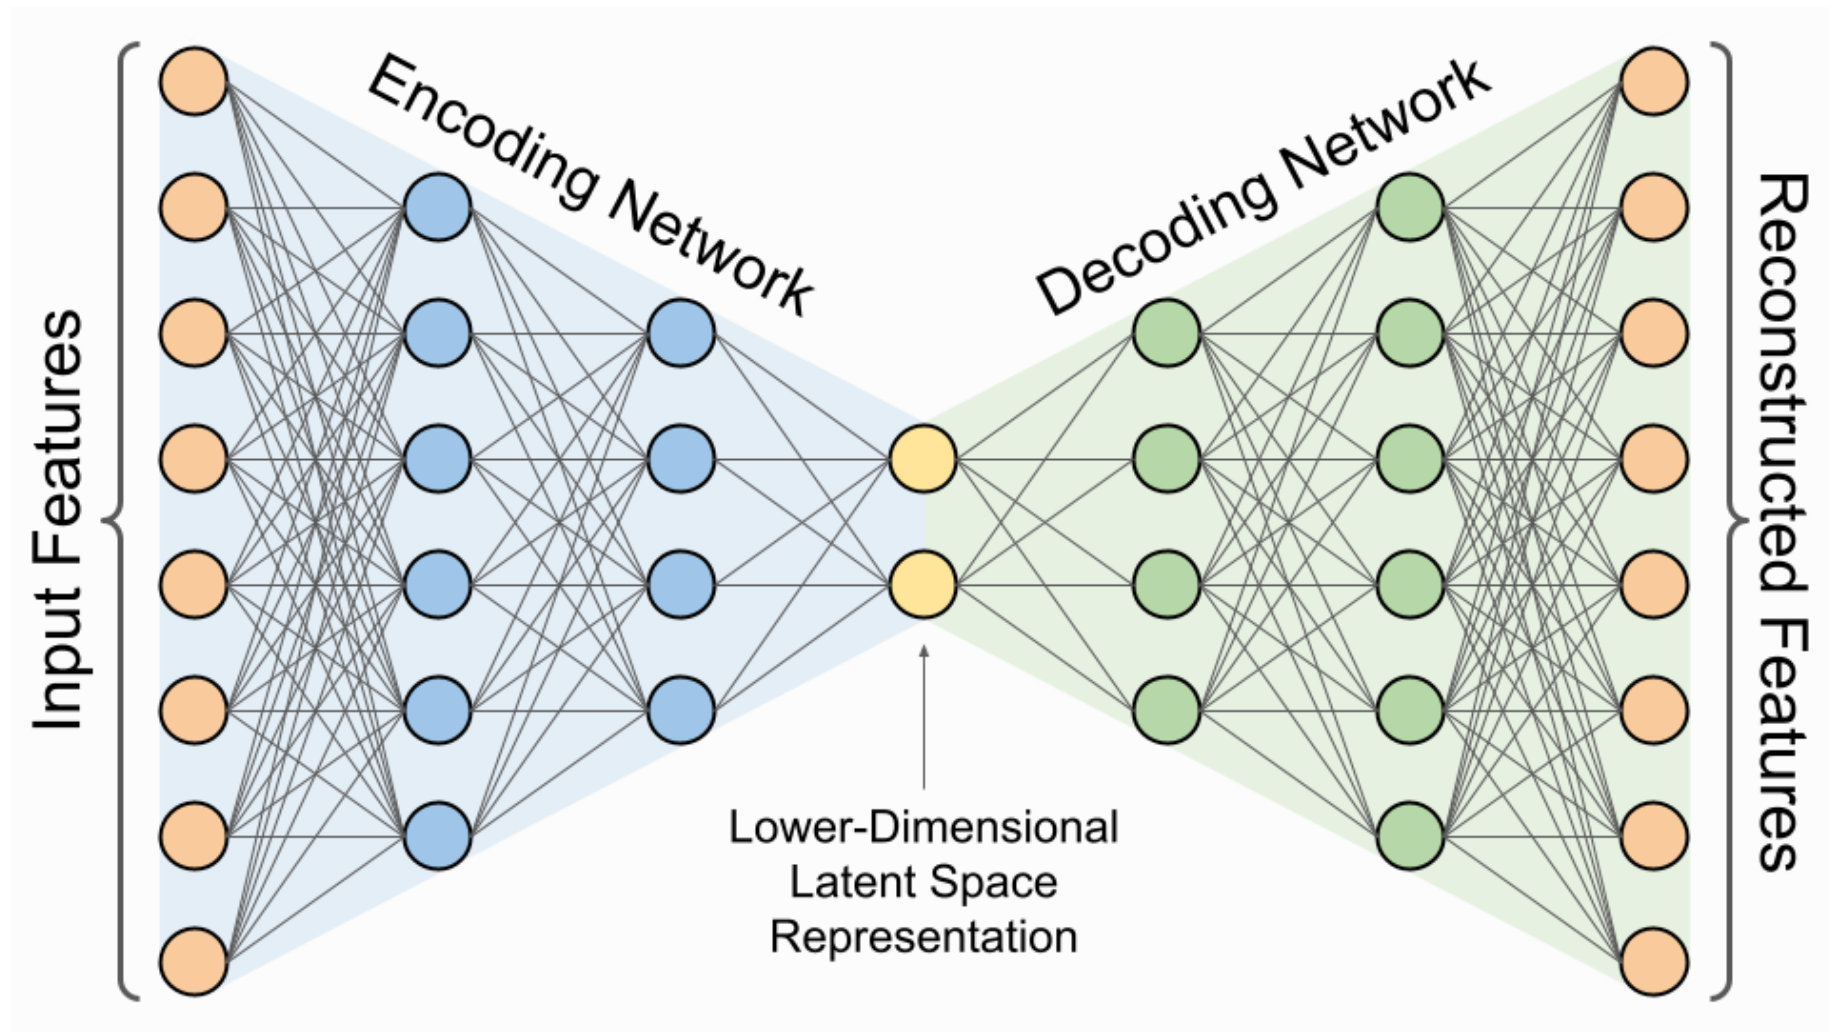 Input Features
Encoding Network
Decoding Network
Lower-Dimensional
Latent Space
Representation
Reconstructed Features